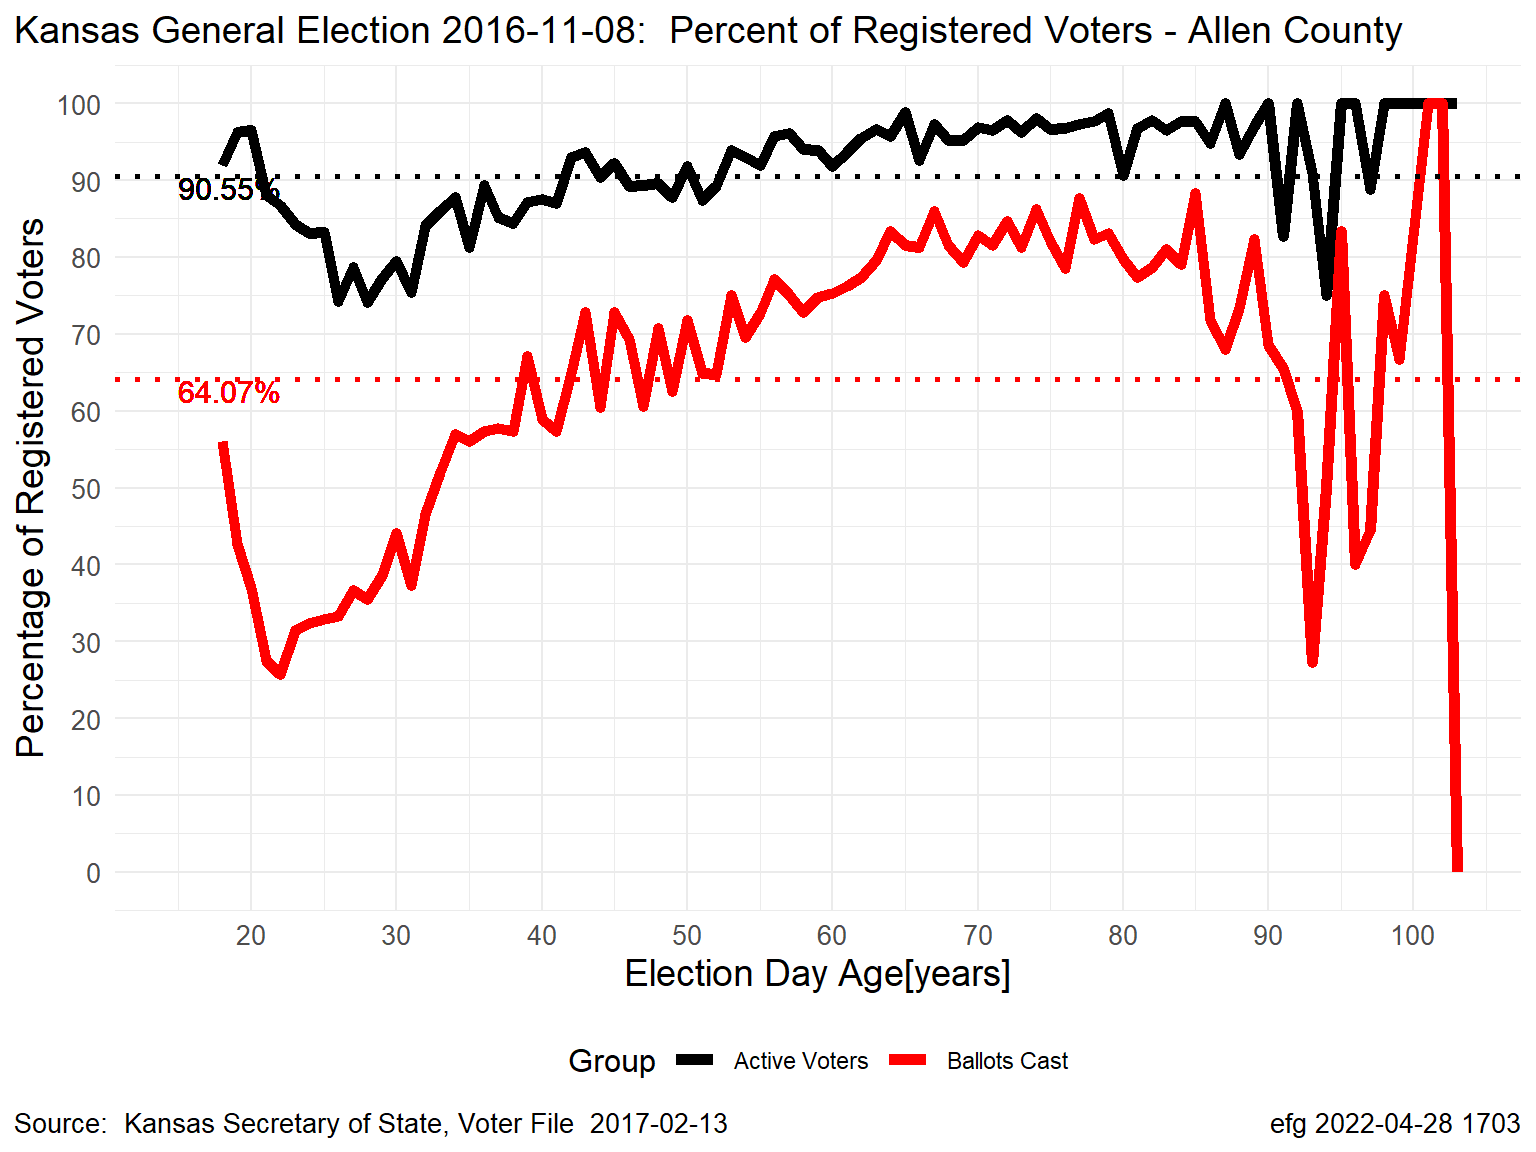 Kansas General Election 2016-11-08:  Percent of Registered Voters - Allen County
Percentage of Registered Voters
100
90
80
70
60
50
40
30
20
10
0
90.55%
64.07%
20 30 40 50 60 70 80 90 100
Election Day Age[years]
Group Active Voters Ballots Cast
Source:  Kansas Secretary of State, Voter File  2017-02-13
efg 2022-04-28 1703